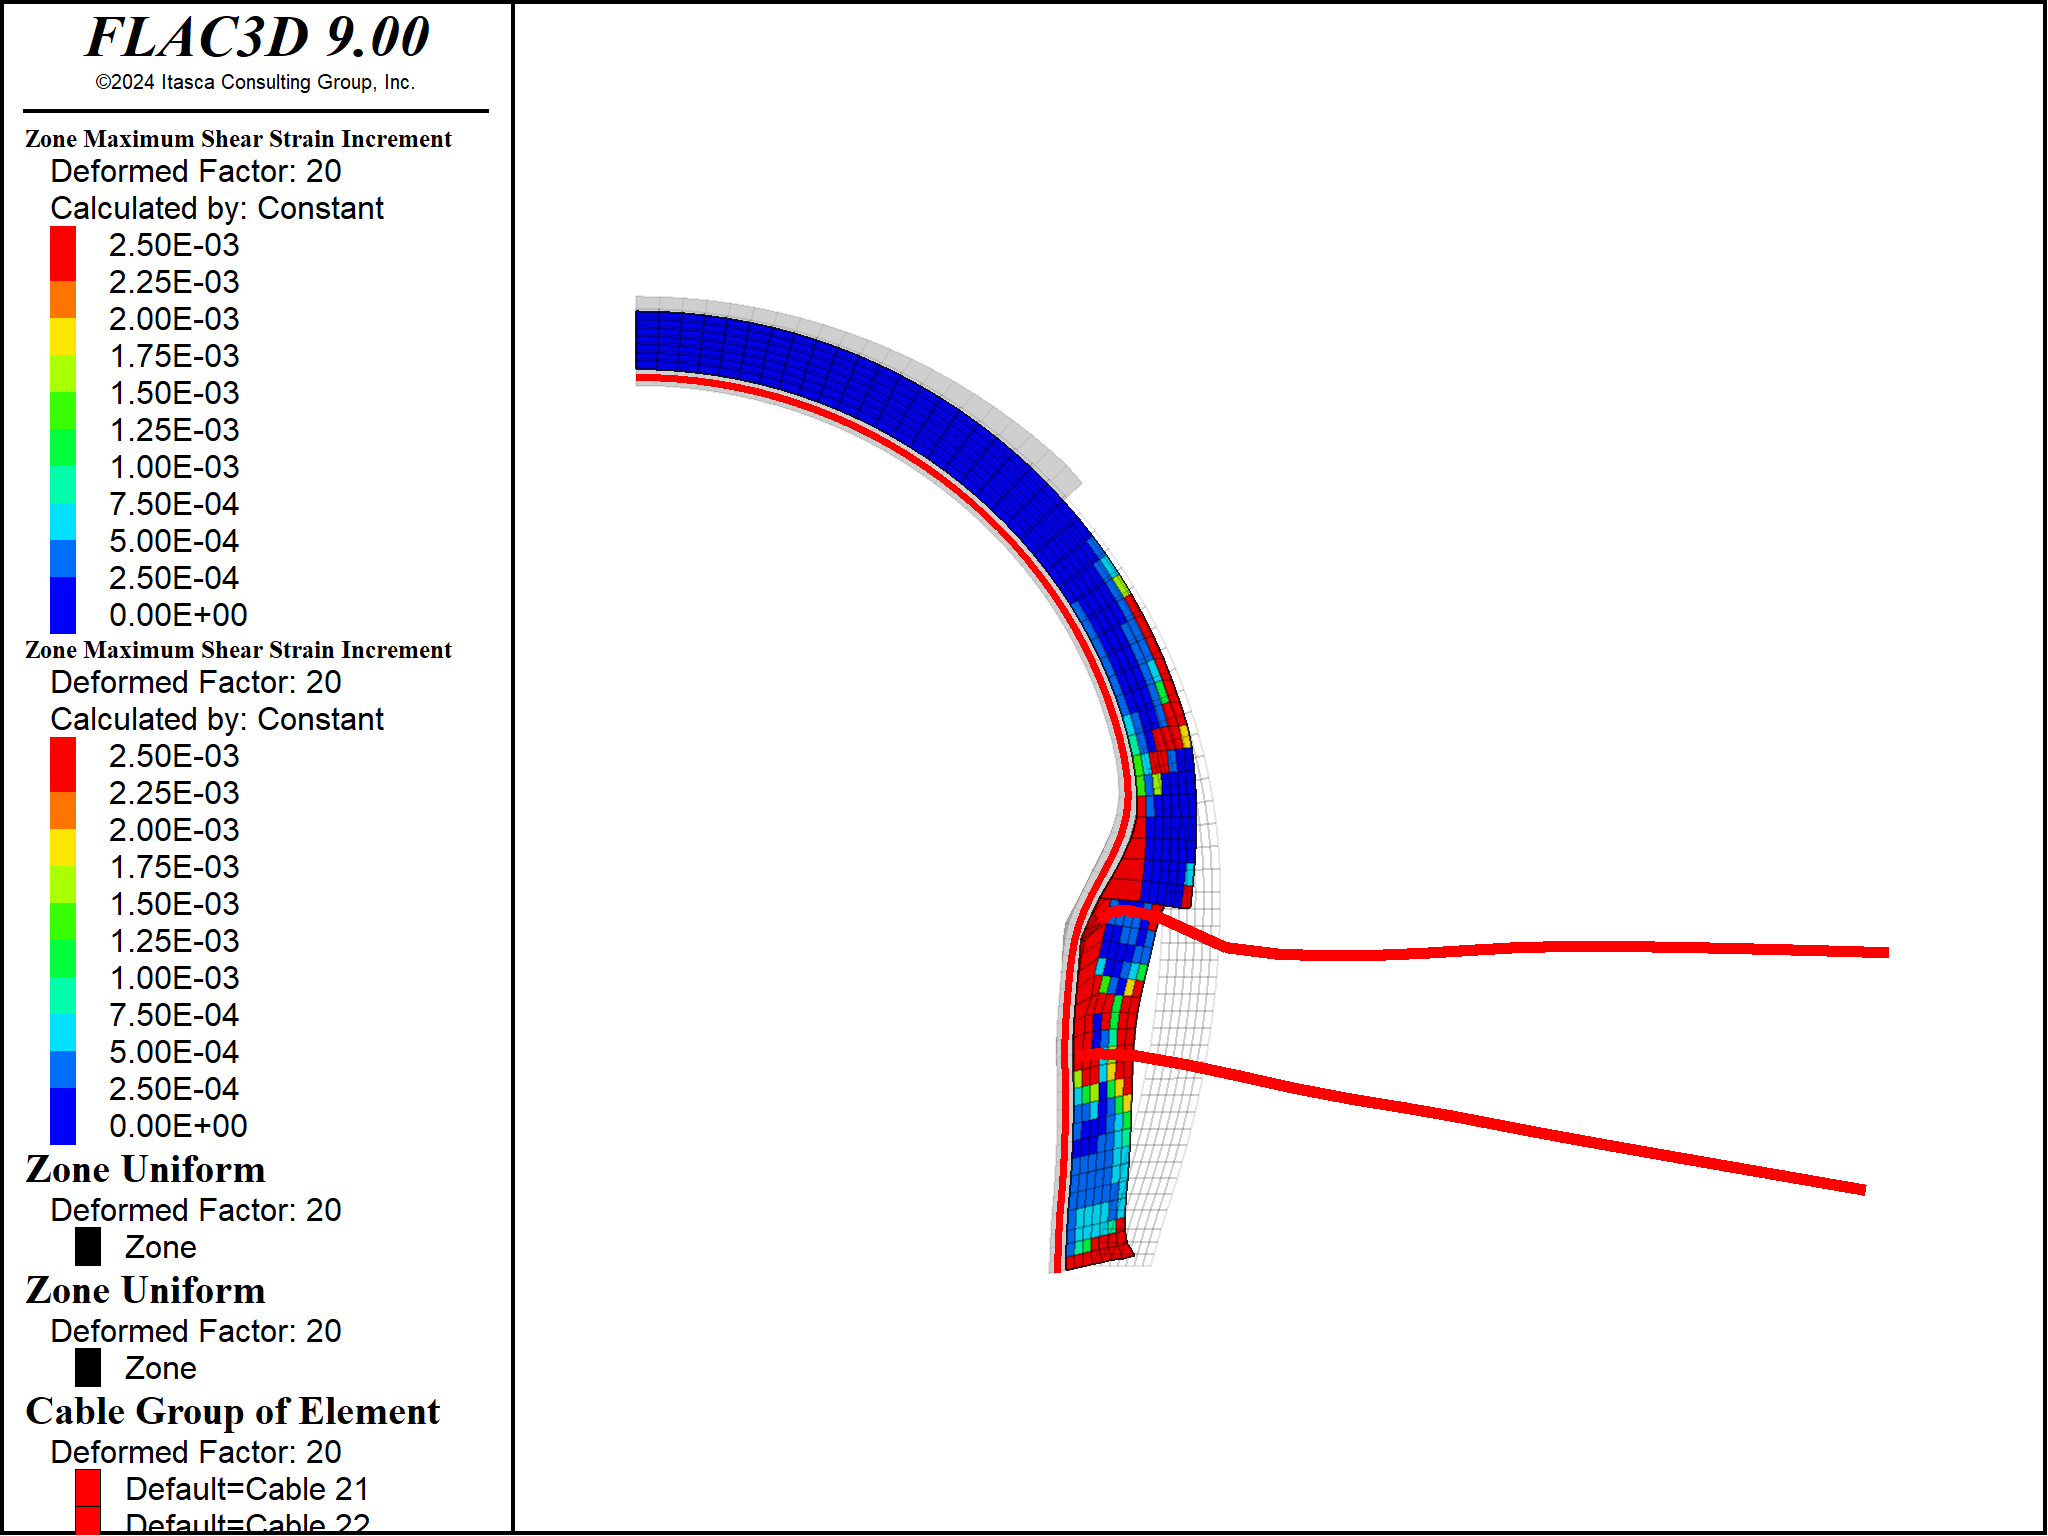 FLAC3D 9.00
©2024 Itasca Consulting Group, Inc.
Zone Maximum Shear Strain Increment
Deformed Factor: 20
Calculated by: Constant
2.50E-03
2.25E-03
2.00E-03
1.75E-03
1.50E-03
1.25E-03
1.00E-03
7.50E-04
5.00E-04
2.50E-04
0.00E+00
Zone Maximum Shear Strain Increment
Deformed Factor: 20
Calculated by: Constant
2.50E-03
2.25E-03
2.00E-03
1.75E-03
1.50E-03
1.25E-03
1.00E-03
7.50E-04
5.00E-04
2.50E-04
0.00E+00
Zone Uniform
Deformed Factor: 20
Zone
Zone Uniform
Deformed Factor: 20
Zone
Cable Group of Element
Deformed Factor: 20
Default=Cable 21
Default=Cable 22